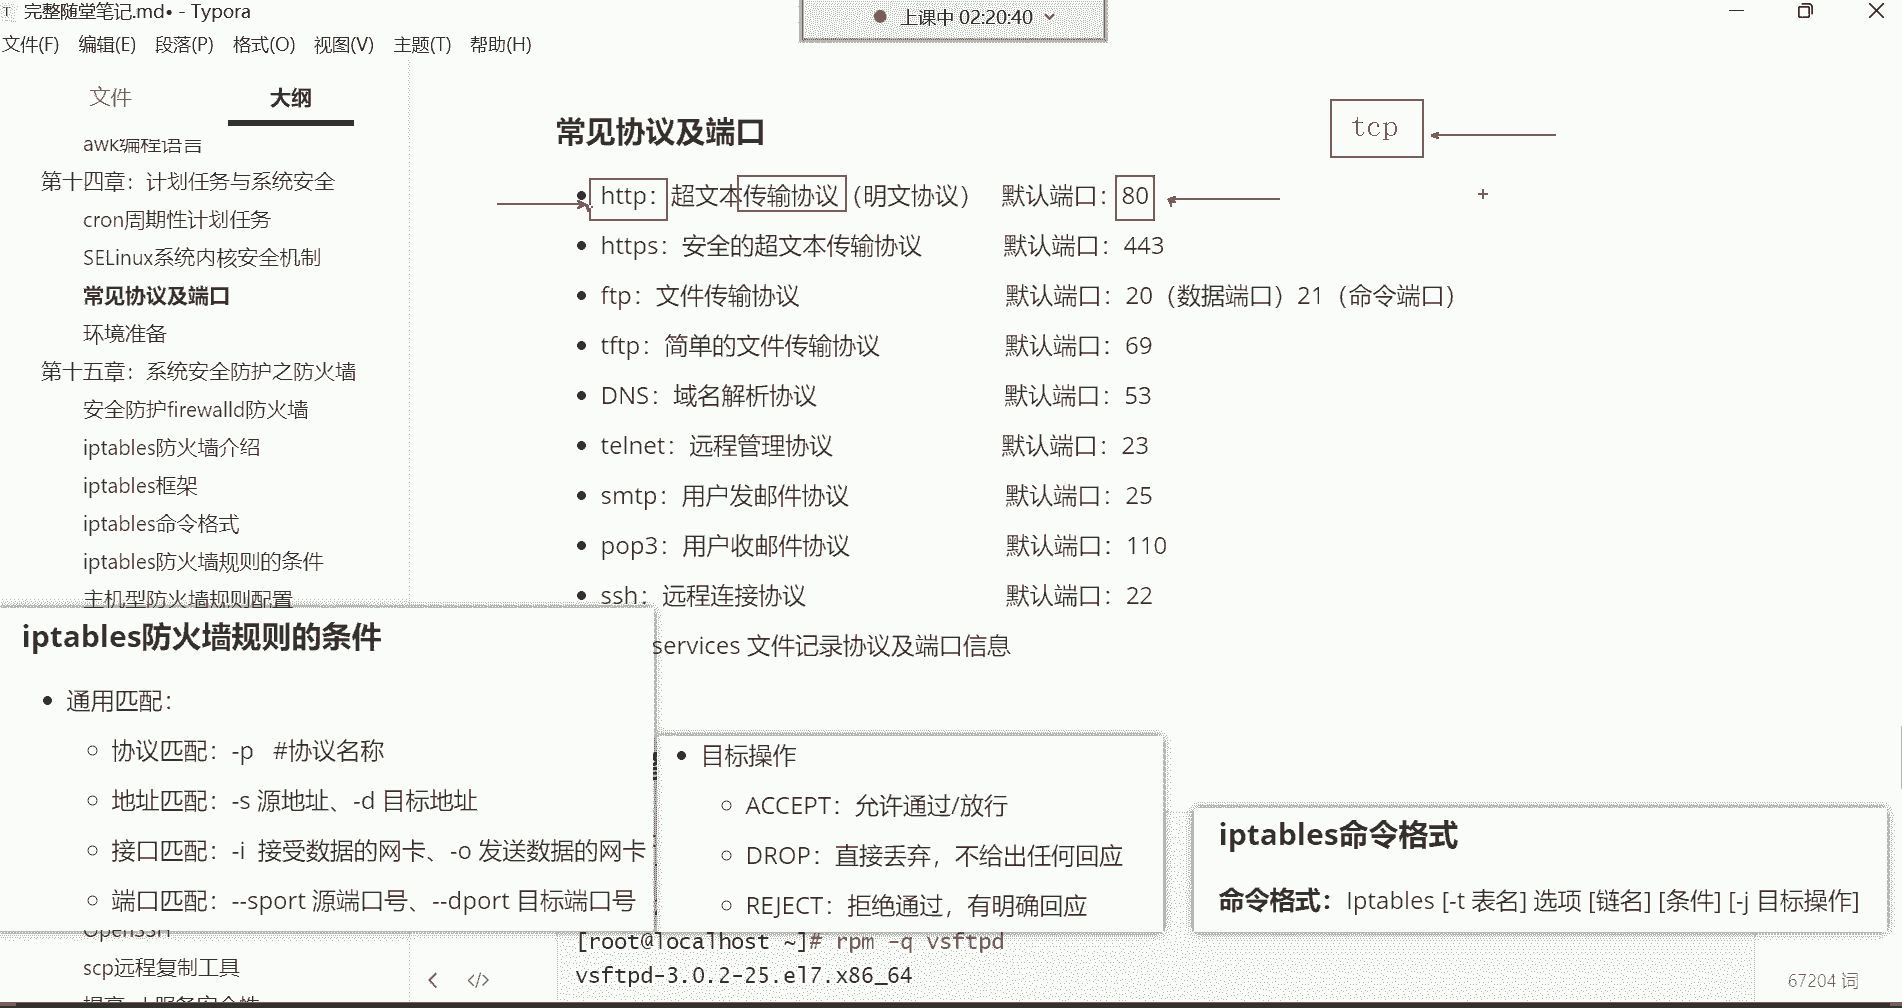 完整随堂笔记.md• - Typora
上课中 02:20:40
文件(F) 编辑(E) 段落(P) 格式(O) 视图(V) 主题(T) 帮助(H)
文件 大纲
awk编程语言
第十四章：计划任务与系统安全
cron周期性计划任务
SELinux系统内核安全机制
常见协议及端口
环境准备
第十五章：系统安全防护之防火墙
安全防护firewalld防火墙
iptables防火墙介绍
iptables框架
iptables命令格式
iptables防火墙规则的条件
主机型防火墙规则配置
常见协议及端口
tcp
http：超文本传输协议（明文协议） 默认端口：80
https：安全的超文本传输协议 默认端口：443
ftp：文件传输协议 默认端口：20（数据端口）21（命令端口）
tftp：简单的文件传输协议 默认端口：69
DNS：域名解析协议 默认端口：53
telnet：远程管理协议 默认端口：23
smtp：用户发邮件协议 默认端口：25
pop3：用户收邮件协议 默认端口：110
ssh：远程连接协议 默认端口：22
services 文件记录协议及端口信息
iptables防火墙规则的条件
通用匹配：
协议匹配：-p #协议名称
地址匹配：-s 源地址、-d 目标地址
接口匹配：-i 接受数据的网卡、-o 发送数据的网卡
端口匹配：--sport 源端口号、--dport 目标端口号
目标操作
ACCEPT：允许通过/放行
DROP：直接丢弃，不给出任何回应
REJECT：拒绝通过，有明确回应
iptables命令格式
命令格式：Iptables [-t 表名] 选项 [链名] [条件] [-j 目标操作]
OpenSSH
scp远程复制工具
[root@localhost ~]# rpm -q vsftpd
vsftpd-3.0.2-25.el7.x86_64
67204 词